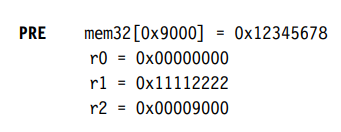 PRE mem32[0x9000] = 0x12345678
r0 = 0x00000000
r1 = 0x11112222
r2 = 0x00009000